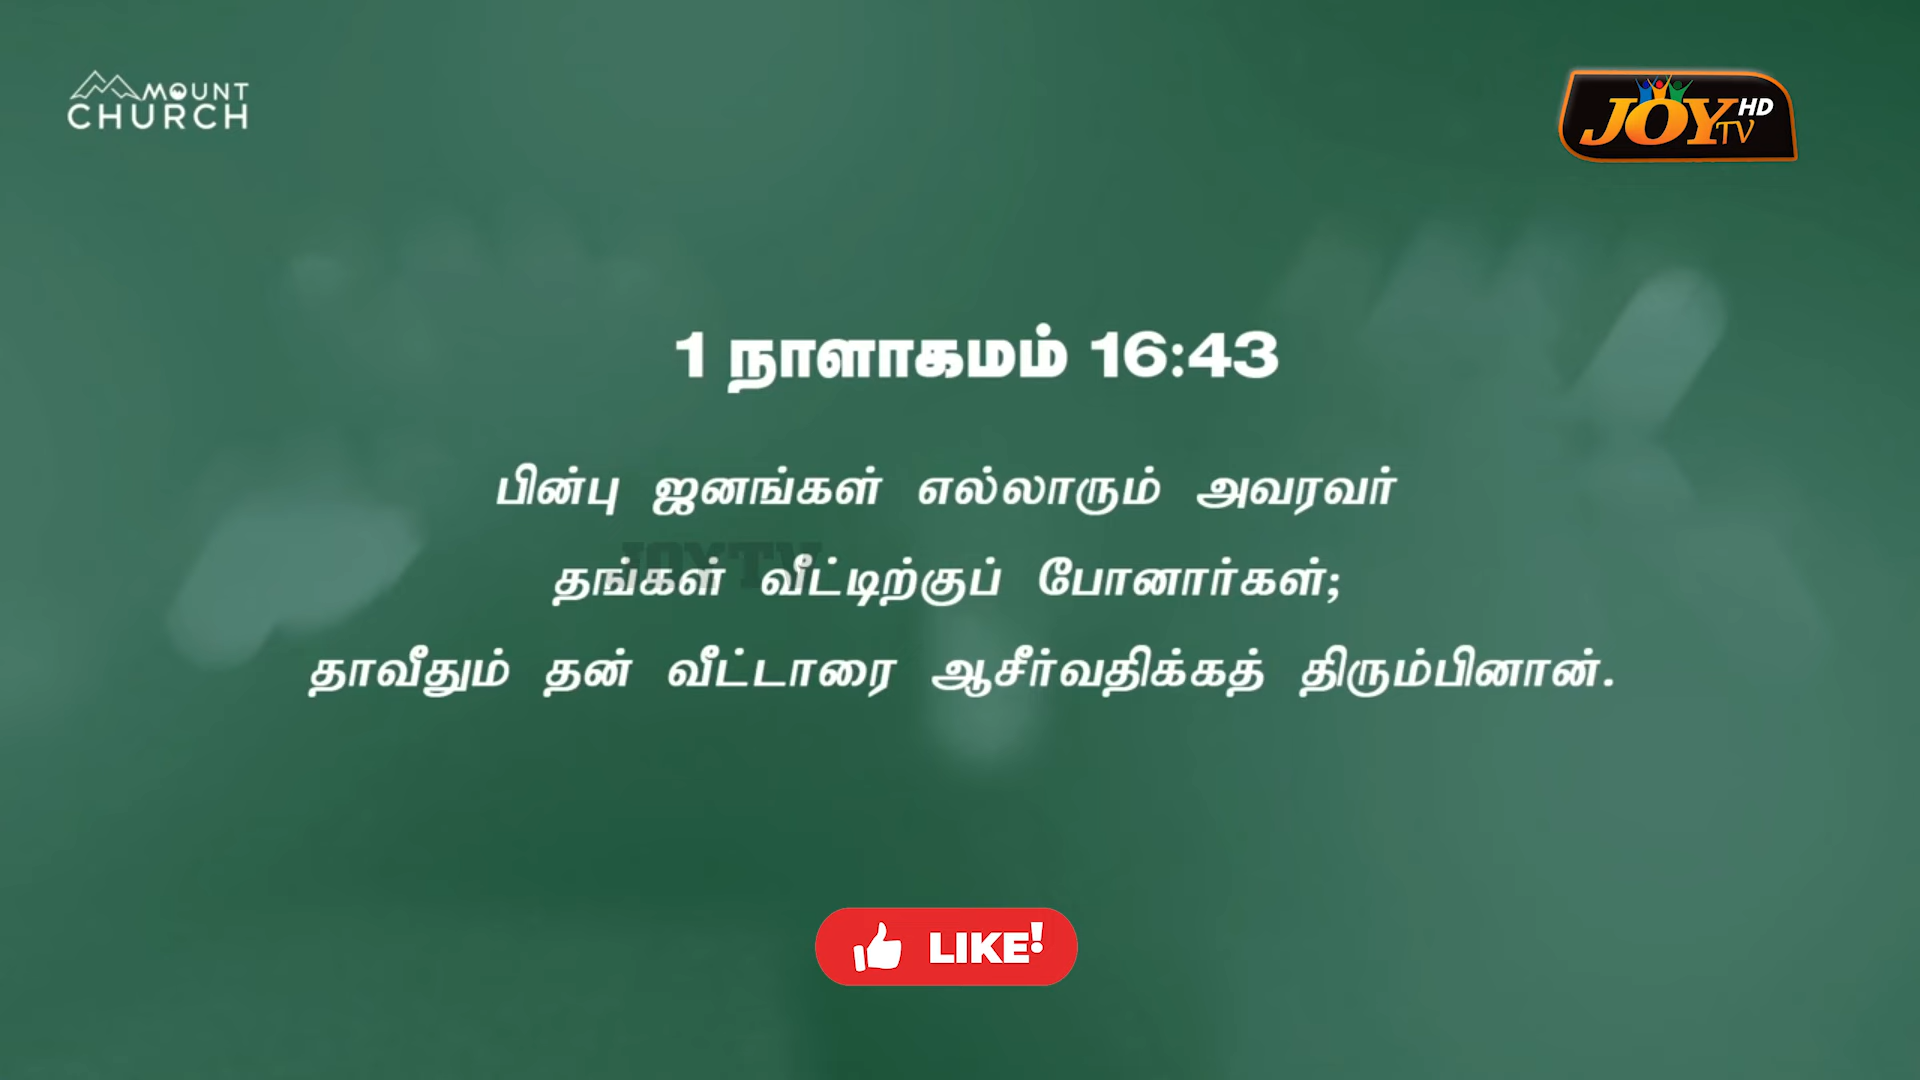 MOUNT
CHURCH
JOY TV HD
1 நாளாகமம் 16:43
பின்பு ஜனங்கள் எல்லாரும் அவரவர்
JOYTV
தங்கள் வீட்டிற்குப் போனார்கள்;
தாவீதும் தன் வீட்டாரை ஆசீர்வதிக்கத் திரும்பினான்.
LIKE!